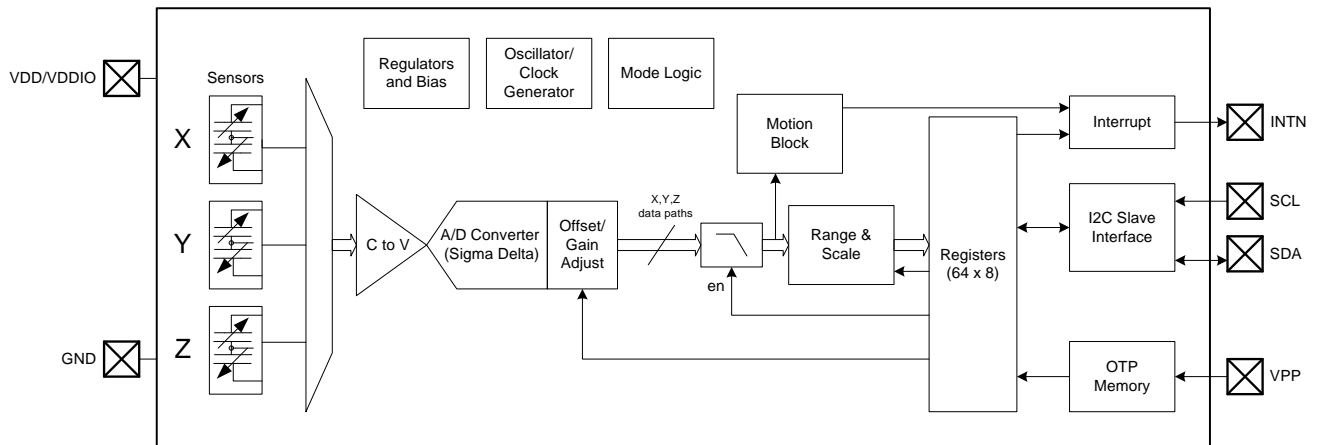 VDD/VDDIO
GND
Sensors
X
Y
Z
Regulators
and Bias
Oscillator/
Clock
Generator
Mode Logic
C to V
A/D Converter
(Sigma Delta)
Offset/
Gain
Adjust
X,Y,Z
data paths
en
Motion
Block
Range &
Scale
Registers
(64 x 8)
Interrupt
I2C Slave
Interface
OTP
Memory
INTN
SCL
SDA
VPP